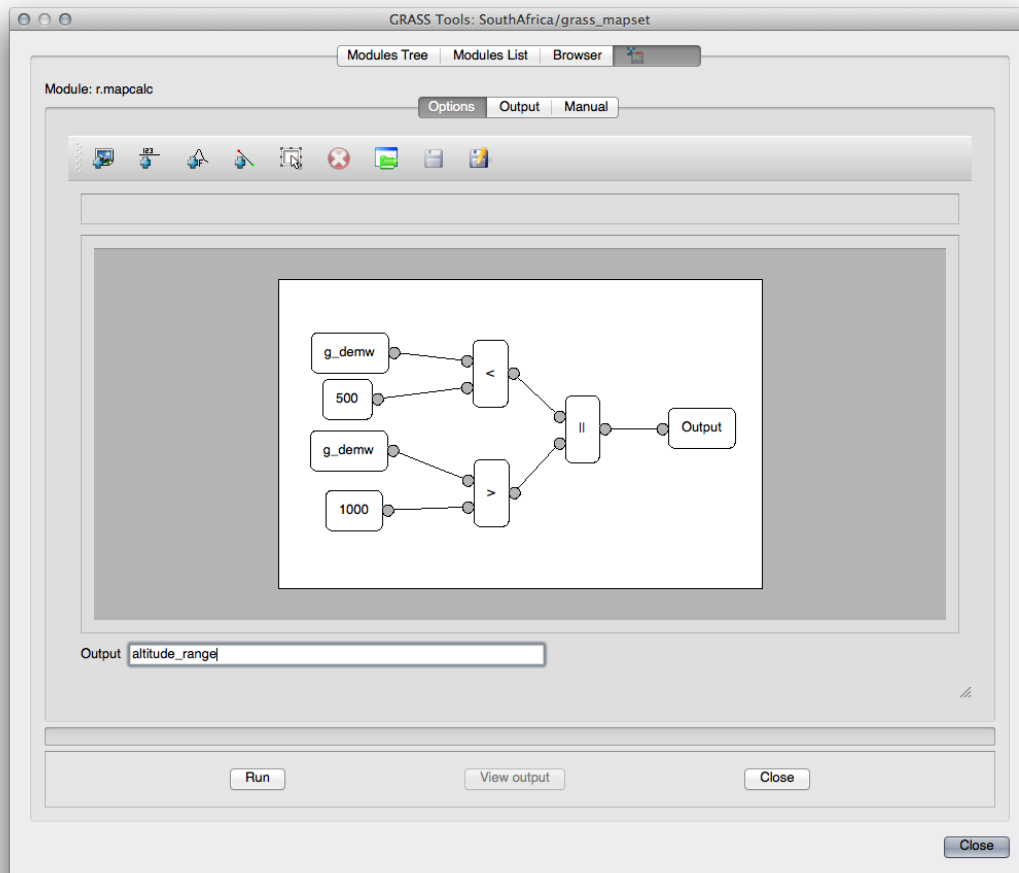 GRASS Tools: SouthAfrica/grass_mapset
Modules Tree Modules List Browser
Module: r.mapcalc
Options Output Manual
123
F
g_demw
<
500
||
Output
g_demw
>
1000
Output altitude_range
Run View output Close
Close